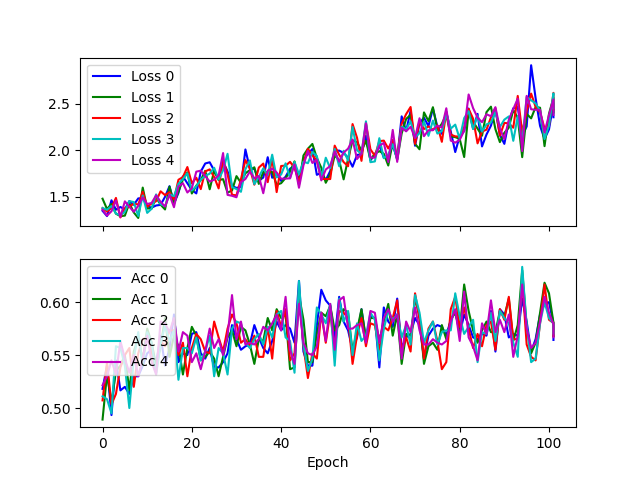 2.5
2.0
1.5
Loss 0
Loss 1
Loss 2
Loss 3
Loss 4
0.60
0.55
0.50
Acc 0
Acc 1
Acc 2
Acc 3
Acc 4
0 20 40 60 80 100
Epoch